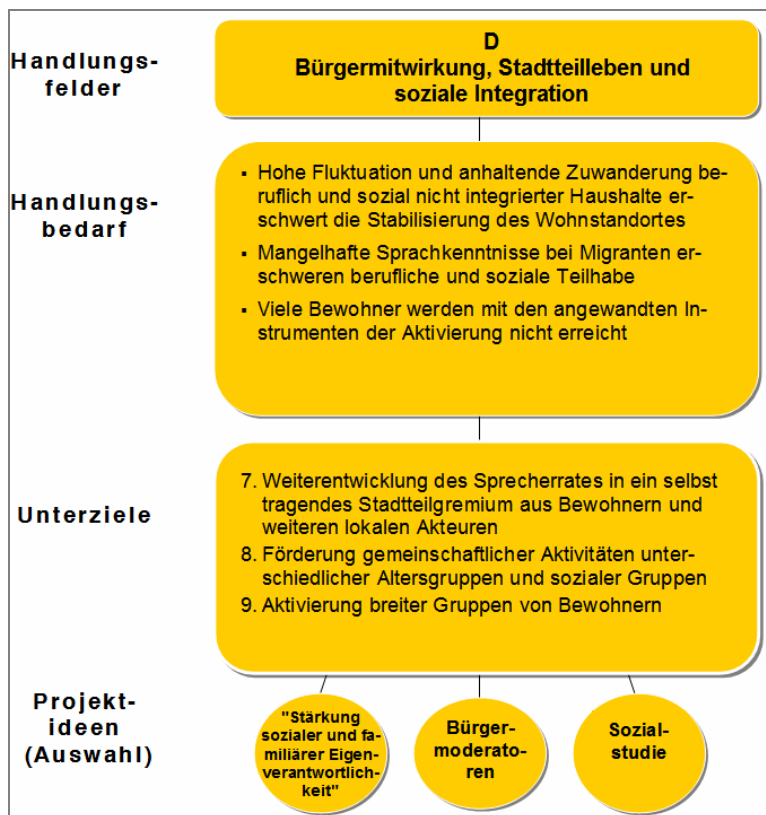 Handlungs-
felder
D
Bürgermitwirkung, Stadtteilleben und
soziale Integration
Handlungs-
bedarf
▪ Hohe Fluktuation und anhaltende Zuwanderung be-
ruflich und sozial nicht integrierter Haushalte er-
schwert die Stabilisierung des Wohnstandortes
▪ Mangelhafte Sprachkenntnisse bei Migranten er-
schweren berufliche und soziale Teilhabe
▪ Viele Bewohner werden mit den angewandten In-
strumenten der Aktivierung nicht erreicht
Unterziele
7. Weiterentwicklung des Sprecherrates in ein selbst
tragendes Stadtteilgremium aus Bewohnern und
weiteren lokalen Akteuren
8. Förderung gemeinschaftlicher Aktivitäten unter-
schiedlicher Altersgruppen und sozialer Gruppen
9. Aktivierung breiter Gruppen von Bewohnern
Projekt-
ideen
(Auswahl)
"Stärkung
sozialer und fa-
miliärer Eigen-
verantwortlich-
keit"
Bürger-
moderato-
ren
Sozial-
studie